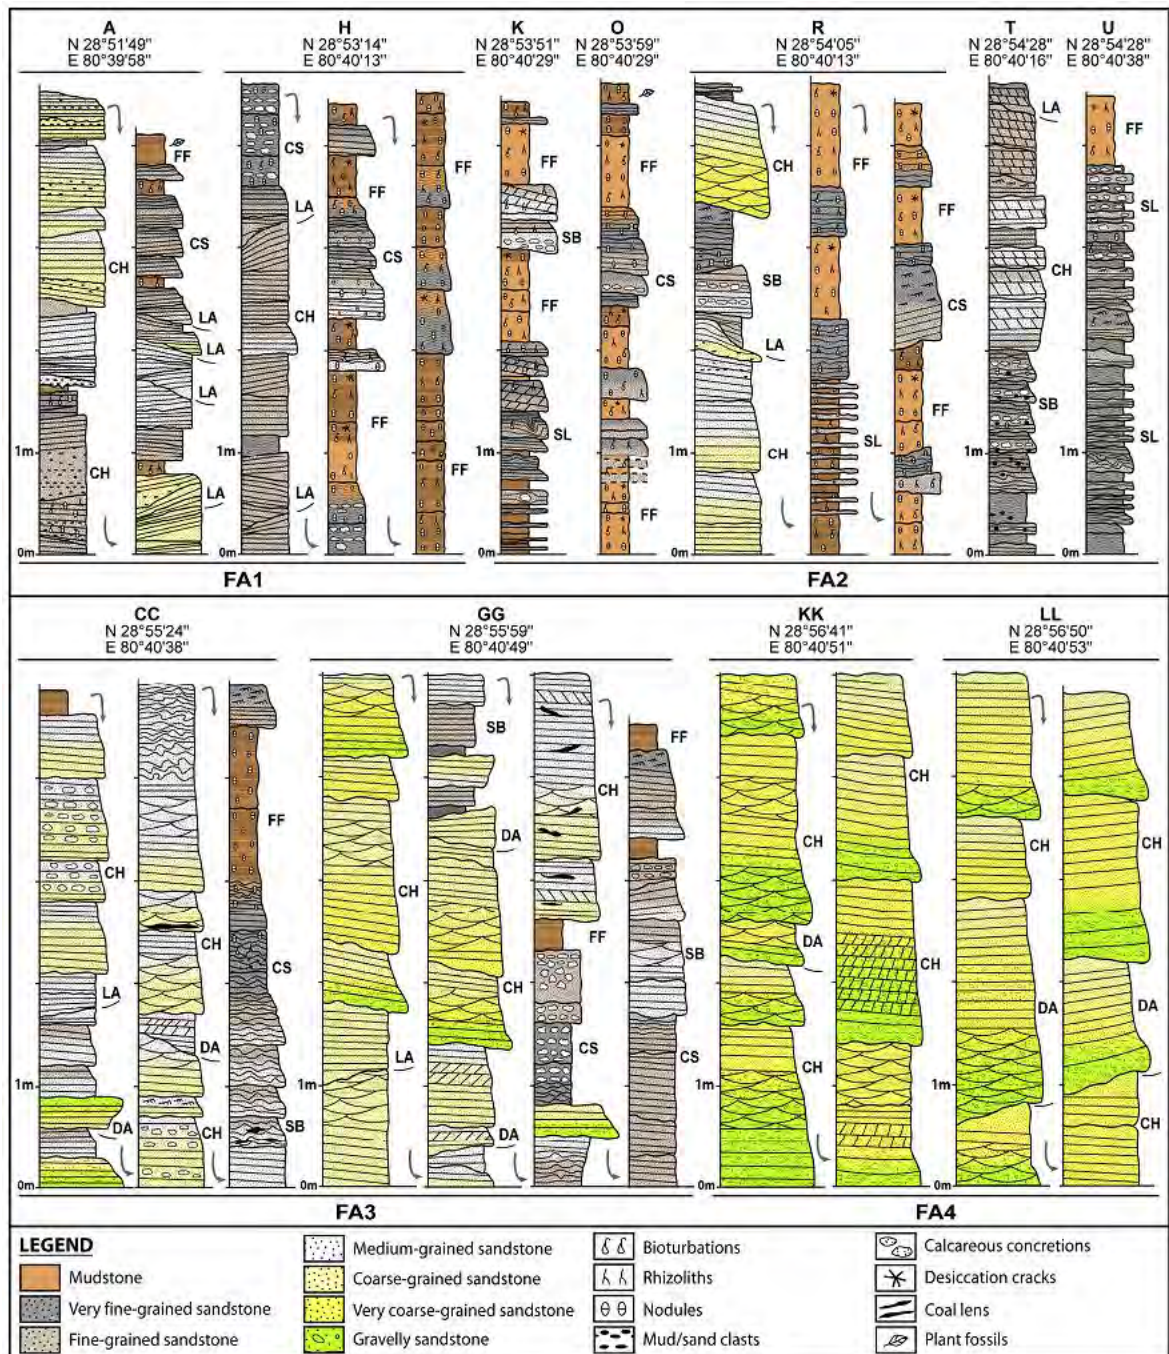 A H K O R T U
N 28°51'49" N 28°53'14" N 28°53'51 N 28°53'59" N 28°54'05" N 28°54'28" N 28°54'28"
E 80°39'58" E 80°40'13" E 80°40'29" E 80°40'29" E 80°40'13" E 80°40'16" E 80°40'38"
LA
FF FF
CS FF FF CH FF
FF FF
LA SL
CS FF
SB SB
CH CS CS CH
CH FF CS
LA
LA LA
LA
SL SB SL
1m CH FF FF 1m FF 1m CH SL FF 1m 1m
LA LA
FF
0m 0m 0m 0m 0m 0m
FA1 FA2
CC GG KK LL
N 28°55'24" N 28°55'59" N 28°56'41" N 28°56'50"
E 80°40'38" E 80°40'49" E 80°40'51" E 80°40'53"
SB FF
CH CH
FF
DA CH CH CH
CH CH
CH DA
CH FF SB
CS CH CH
LA DA DA
DA LA CS CS
CH
1m 1m 1m 1m
DA CH SB DA CH
0m 0m 0m 0m
FA3 FA4
LEGEND
Medium-grained sandstone Bioturbations Calcareous concretions
Mudstone Coarse-grained sandstone Rhizoliths Desiccation cracks
Very fine-grained sandstone Very coarse-grained sandstone Nodules Coal lens
Fine-grained sandstone Gravelly sandstone Mud/sand clasts Plant fossils